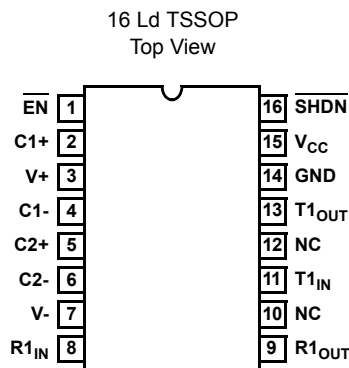 16 Ld TSSOP
Top View
EN 1 16 SHDN
C1+ 2 15 VCC
V+ 3 14 GND
C1- 4 13 T1OUT
C2+ 5 12 NC
C2- 6 11 T1IN
V- 7 10 NC
R1IN 8 9 R1OUT